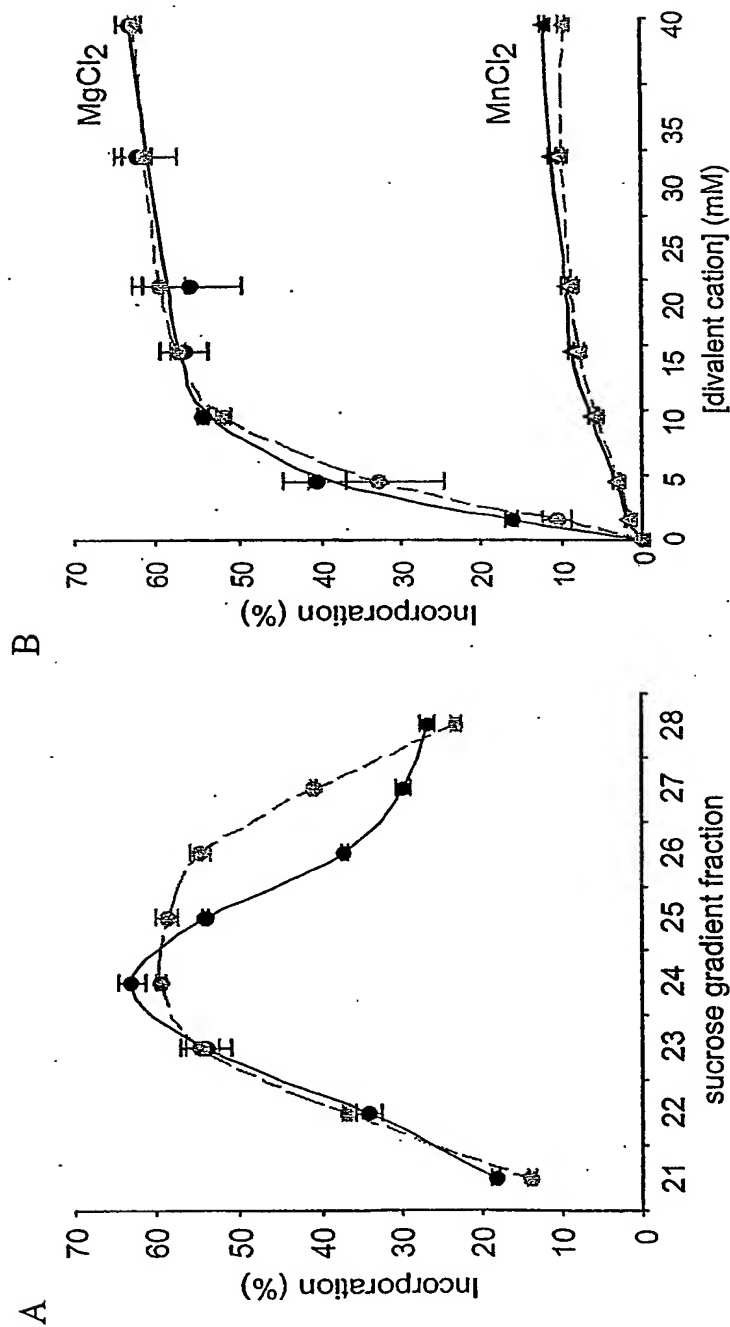 A
Incorporation (%)
70
60
50
40
30
20
10
0
21 22 23 24 25 26 27 28
sucrose gradient fraction
B
Incorporation (%)
70
60
50
40
30
20
10
0
MgCl2
MnCl2
0 5 10 15 20 25 30 35 40
[divalent cation] (mM)